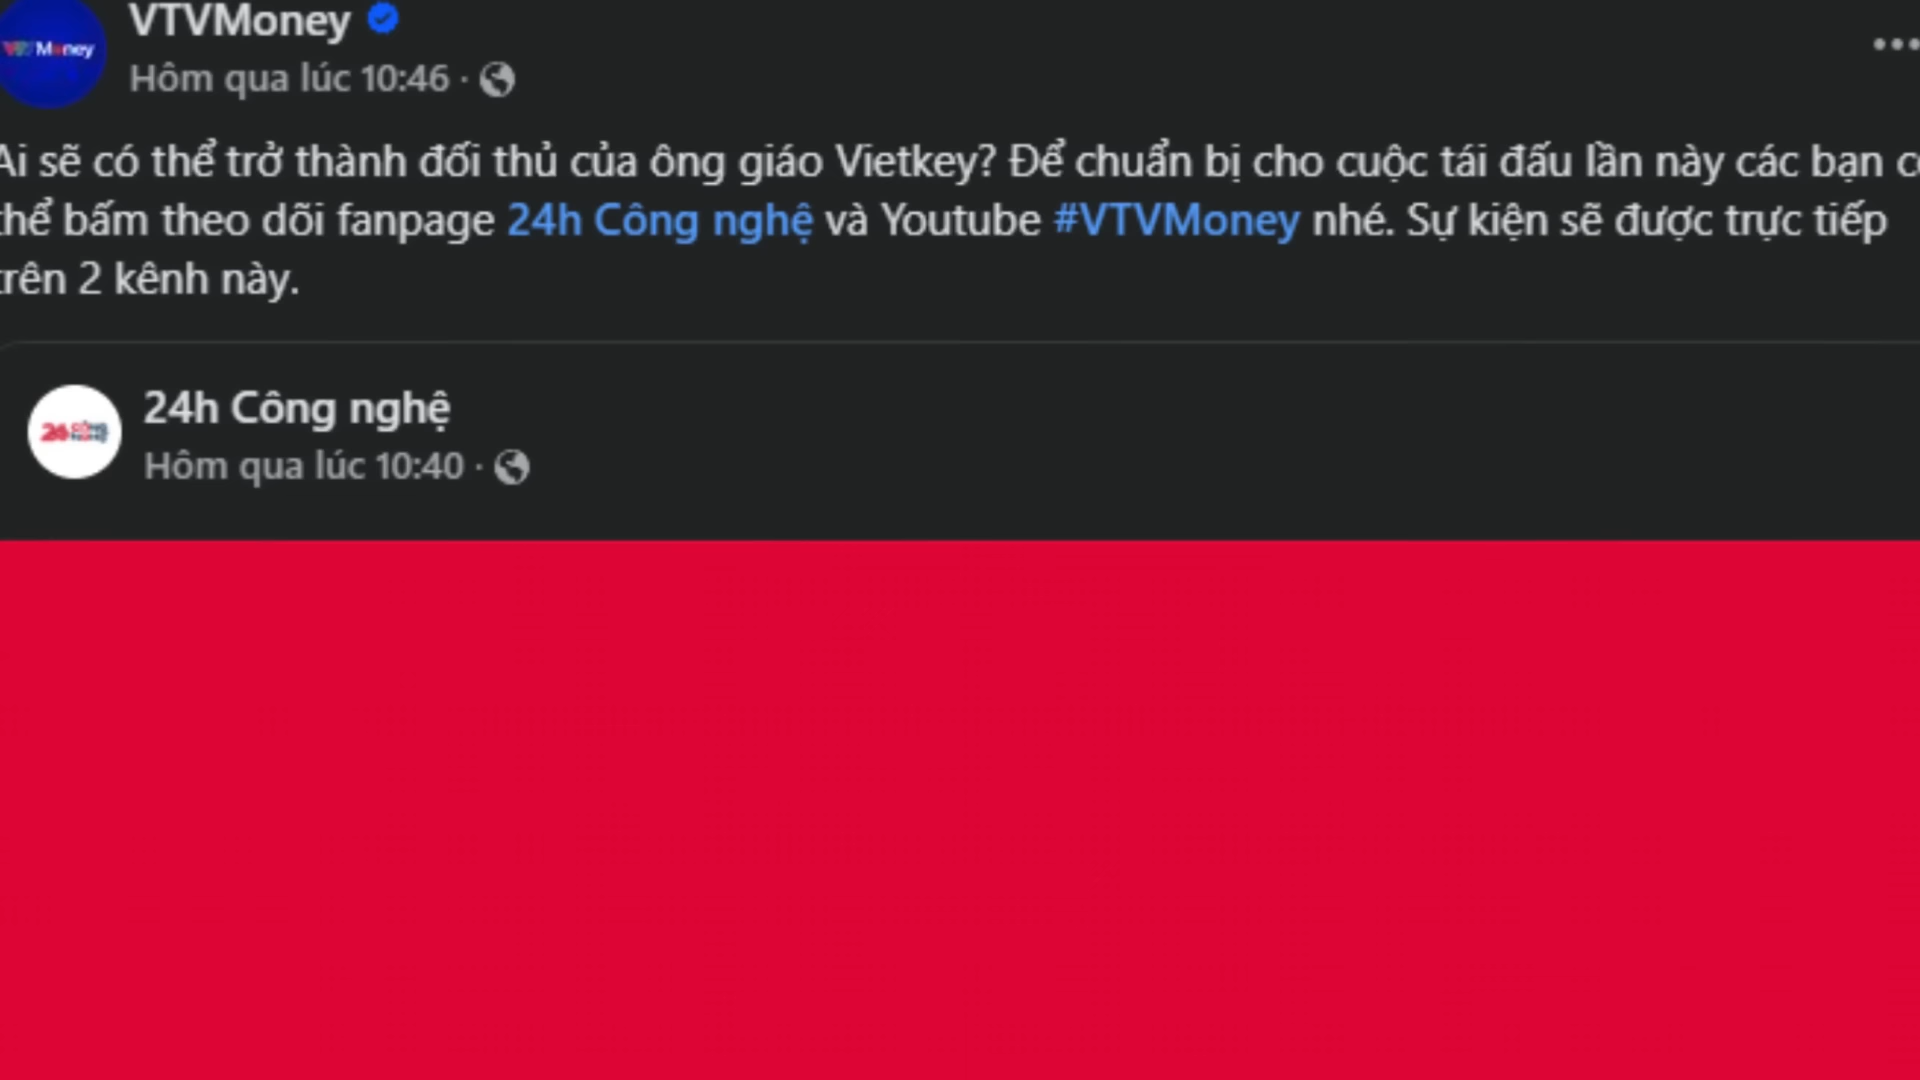 VTVMoney
VTVMoney
Hôm qua lúc 10:46 ·
Ai sẽ có thể trở thành đối thủ của ông giáo Vietkey? Để chuẩn bị cho cuộc tái đấu lần này các bạn
thể bấm theo dõi fanpage 24h Công nghệ và Youtube #VTVMoney nhé. Sự kiện sẽ được trực tiếp
trên 2 kênh này.
24h Công nghệ
Hôm qua lúc 10:40 ·